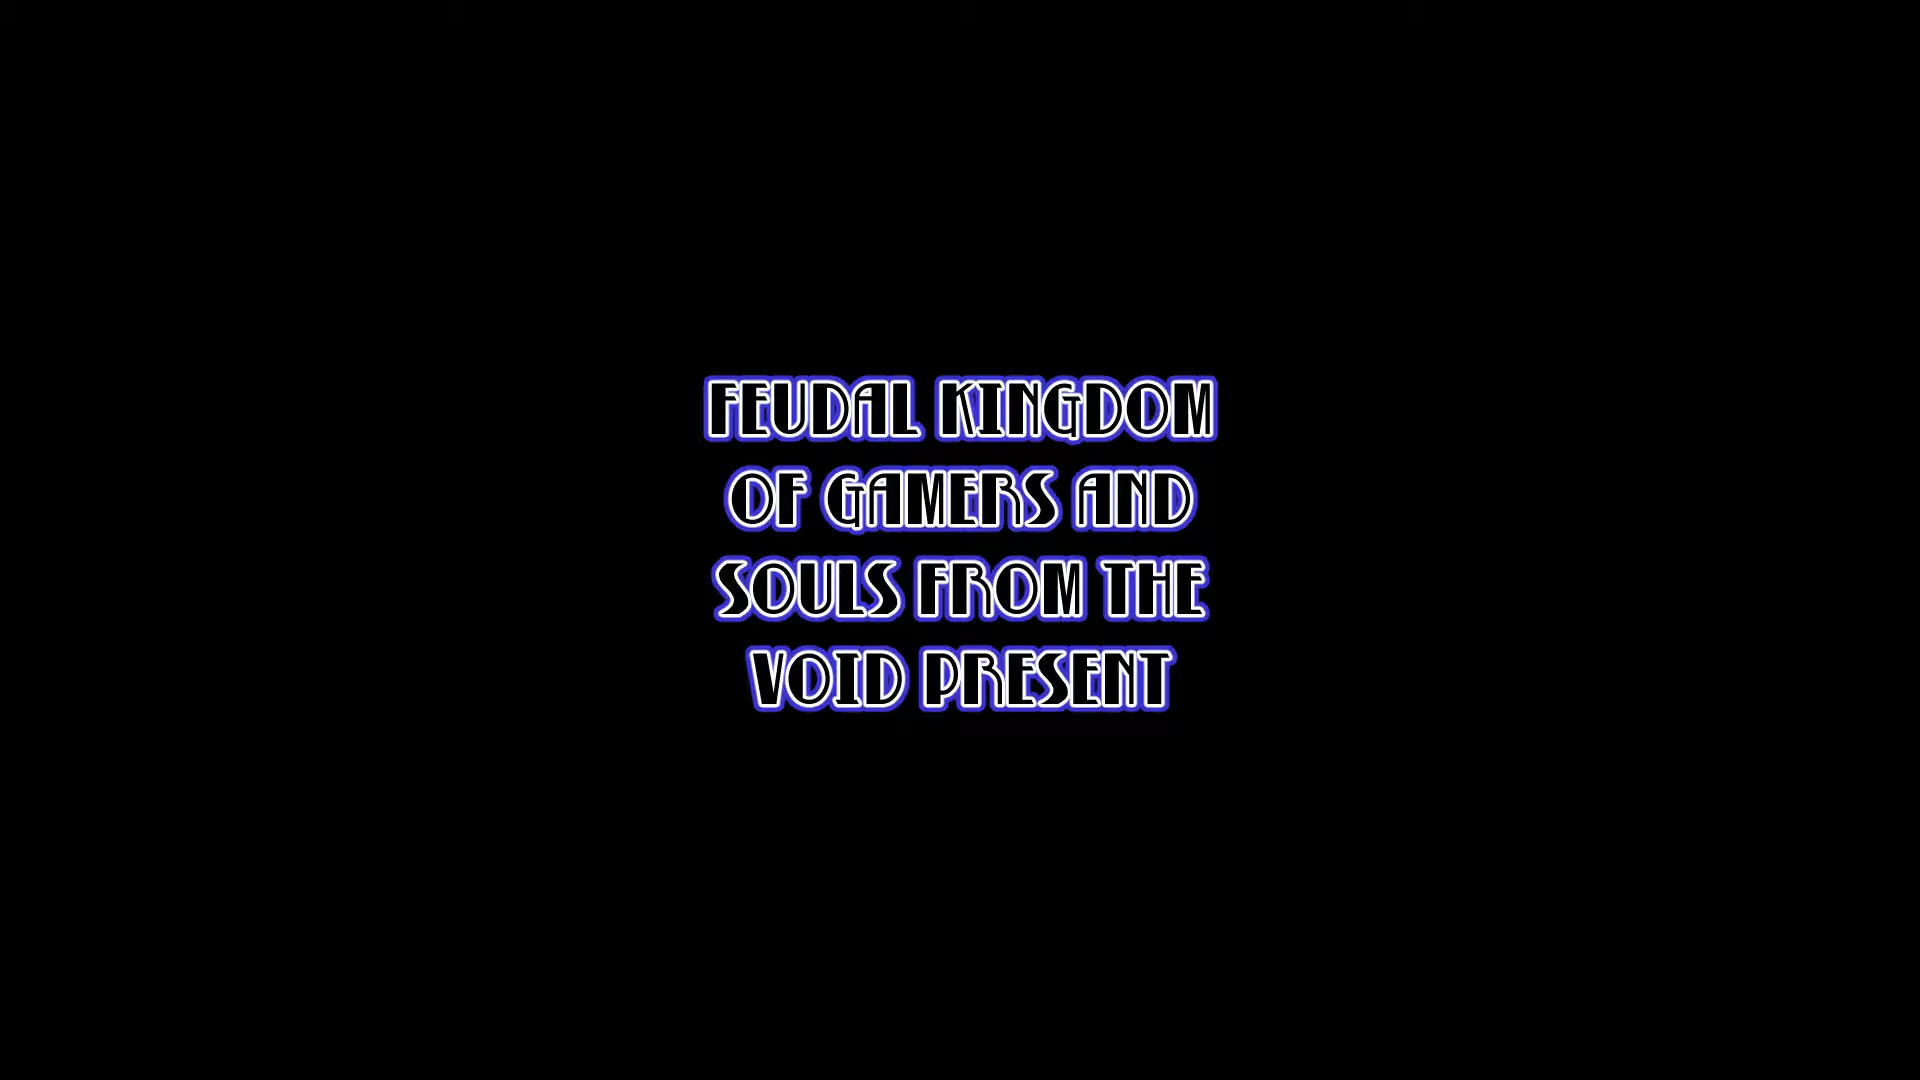 FEUDAL KINGDOM
OF GAMERS AND
SOULS FROM THE
VOID PRESENT